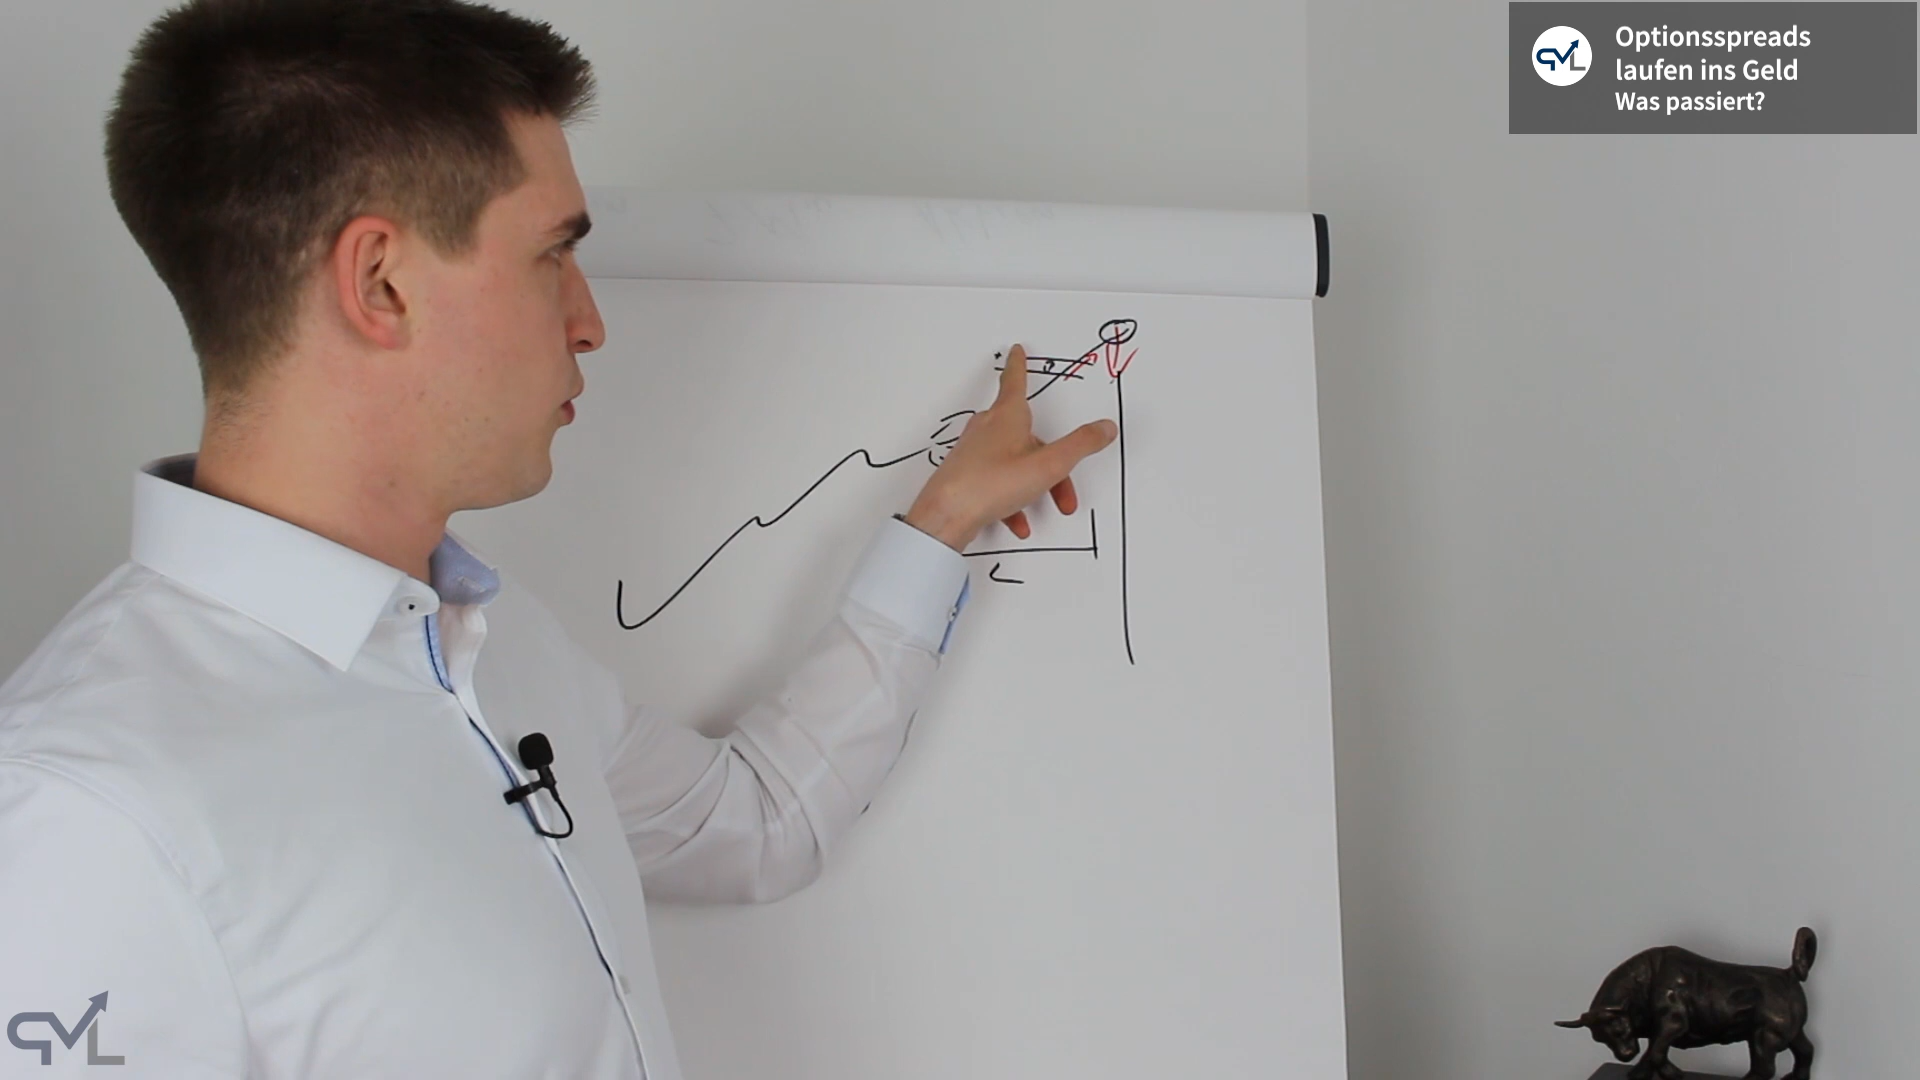 Optionsspreads
laufen ins Geld
Was passiert?